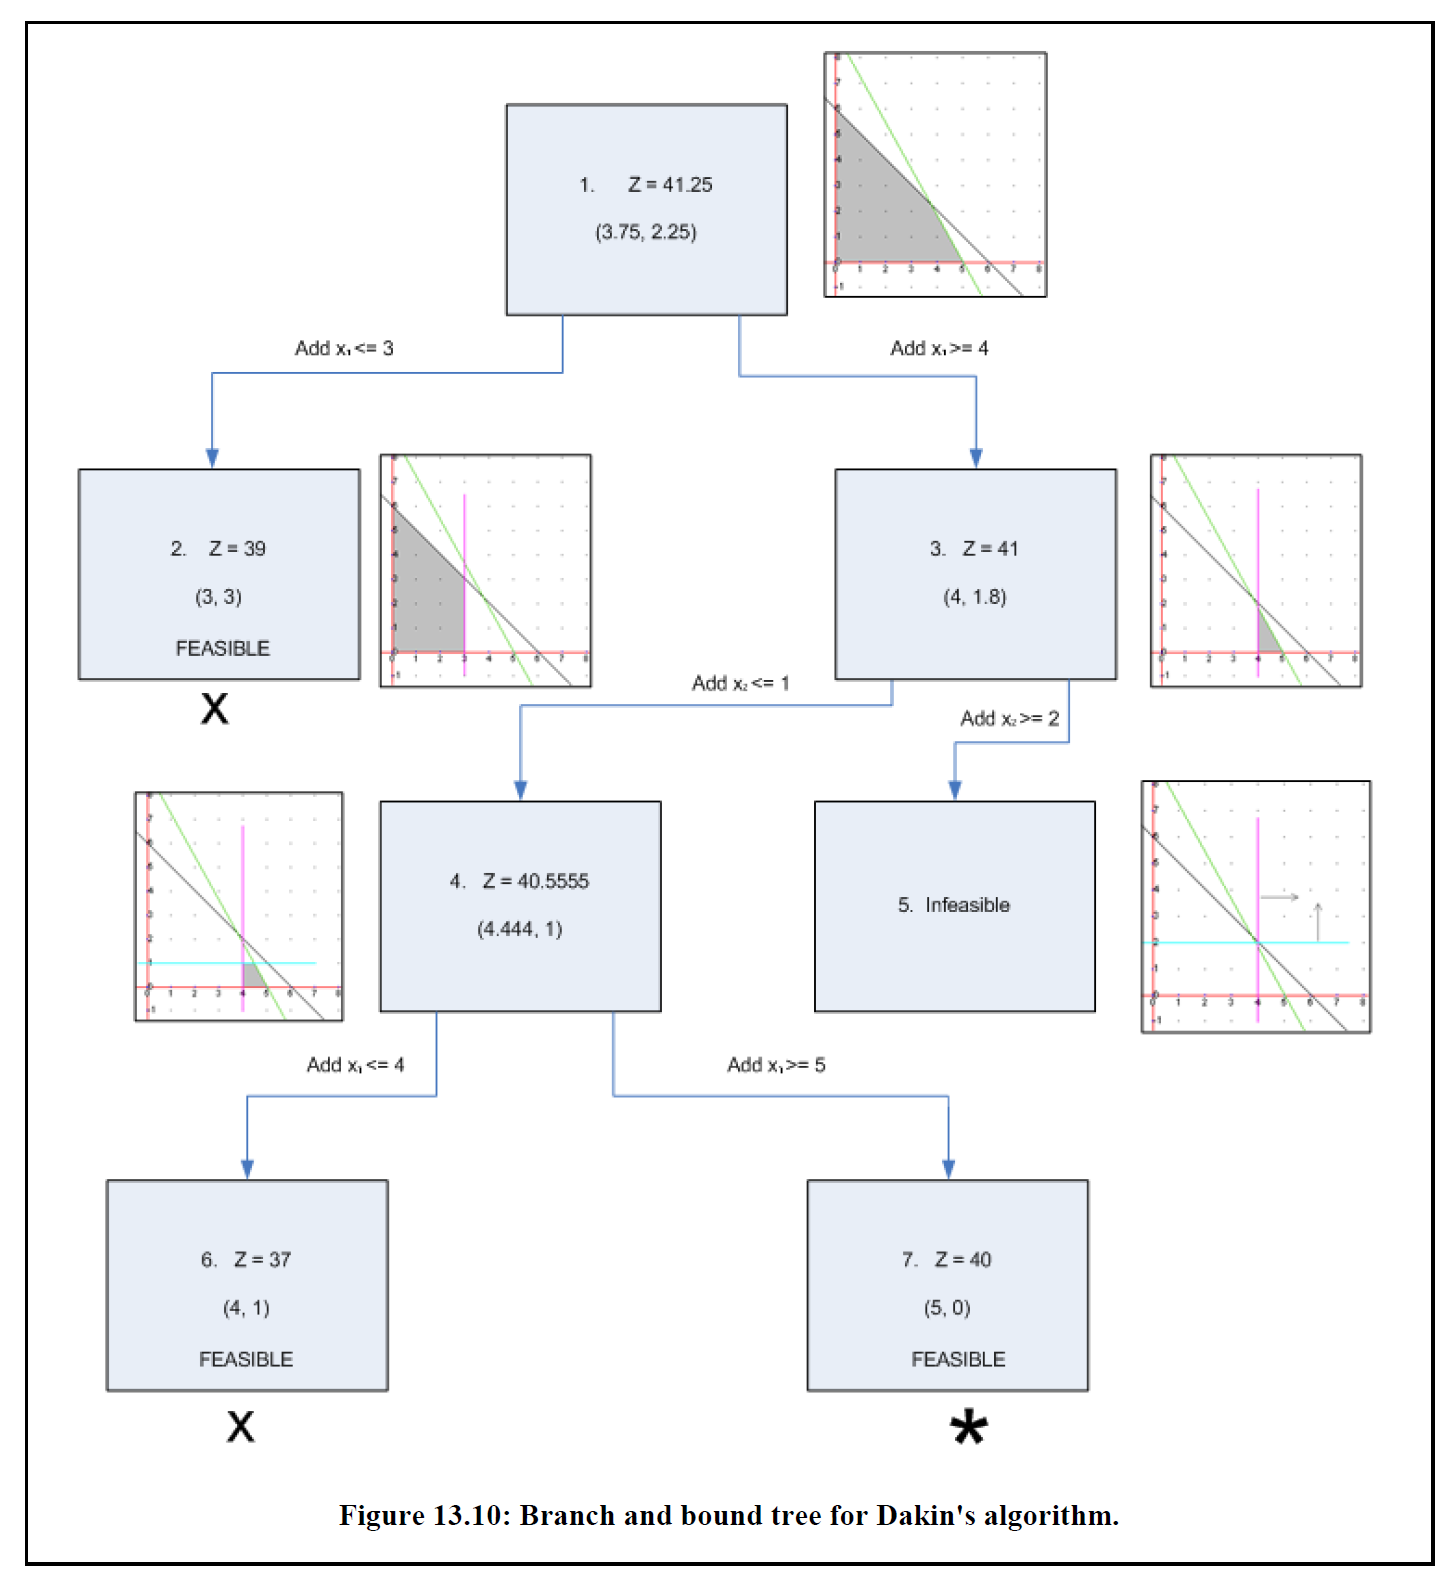 1. Z = 41.25
(3.75, 2.25)
Add x₁ <= 3
Add x₁ >= 4
2. Z = 39
(3, 3)
FEASIBLE
X
3. Z = 41
(4, 1.8)
Add x₂ <= 1
Add x₂ >= 2
4. Z = 40.5555
(4.444, 1)
5. Infeasible
Add x₁ <= 4
Add x₁ >= 5
6. Z = 37
(4, 1)
FEASIBLE
X
7. Z = 40
(5, 0)
FEASIBLE
*
Figure 13.10: Branch and bound tree for Dakin's algorithm.